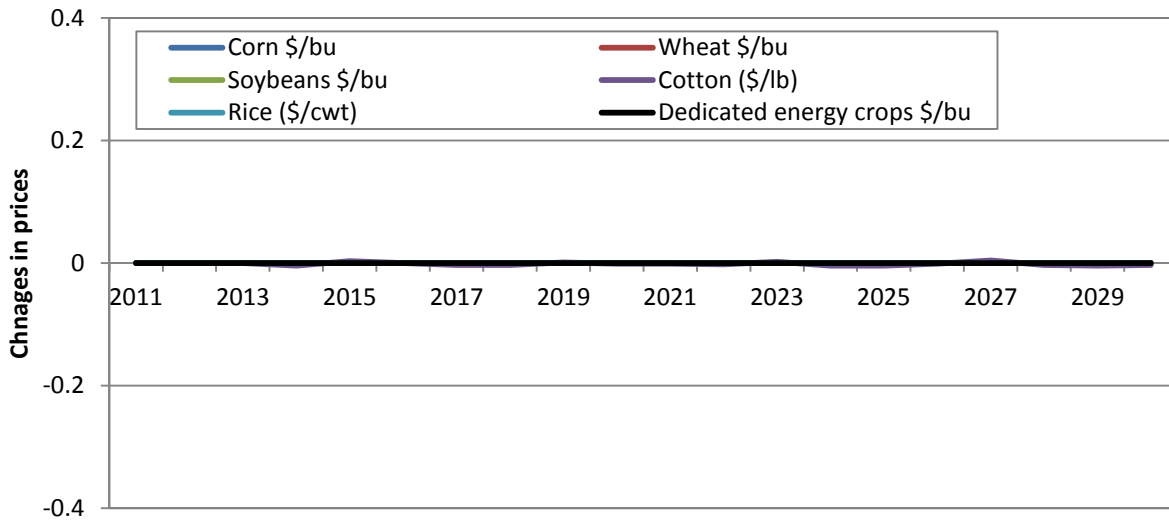 0.4
Corn $/bu Wheat $/bu
Soybeans $/bu Cotton ($/lb)
Rice ($/cwt) Dedicated energy crops $/bu
0.2
Chnages in prices
0
2011 2013 2015 2017 2019 2021 2023 2025 2027 2029
-0.2
-0.4